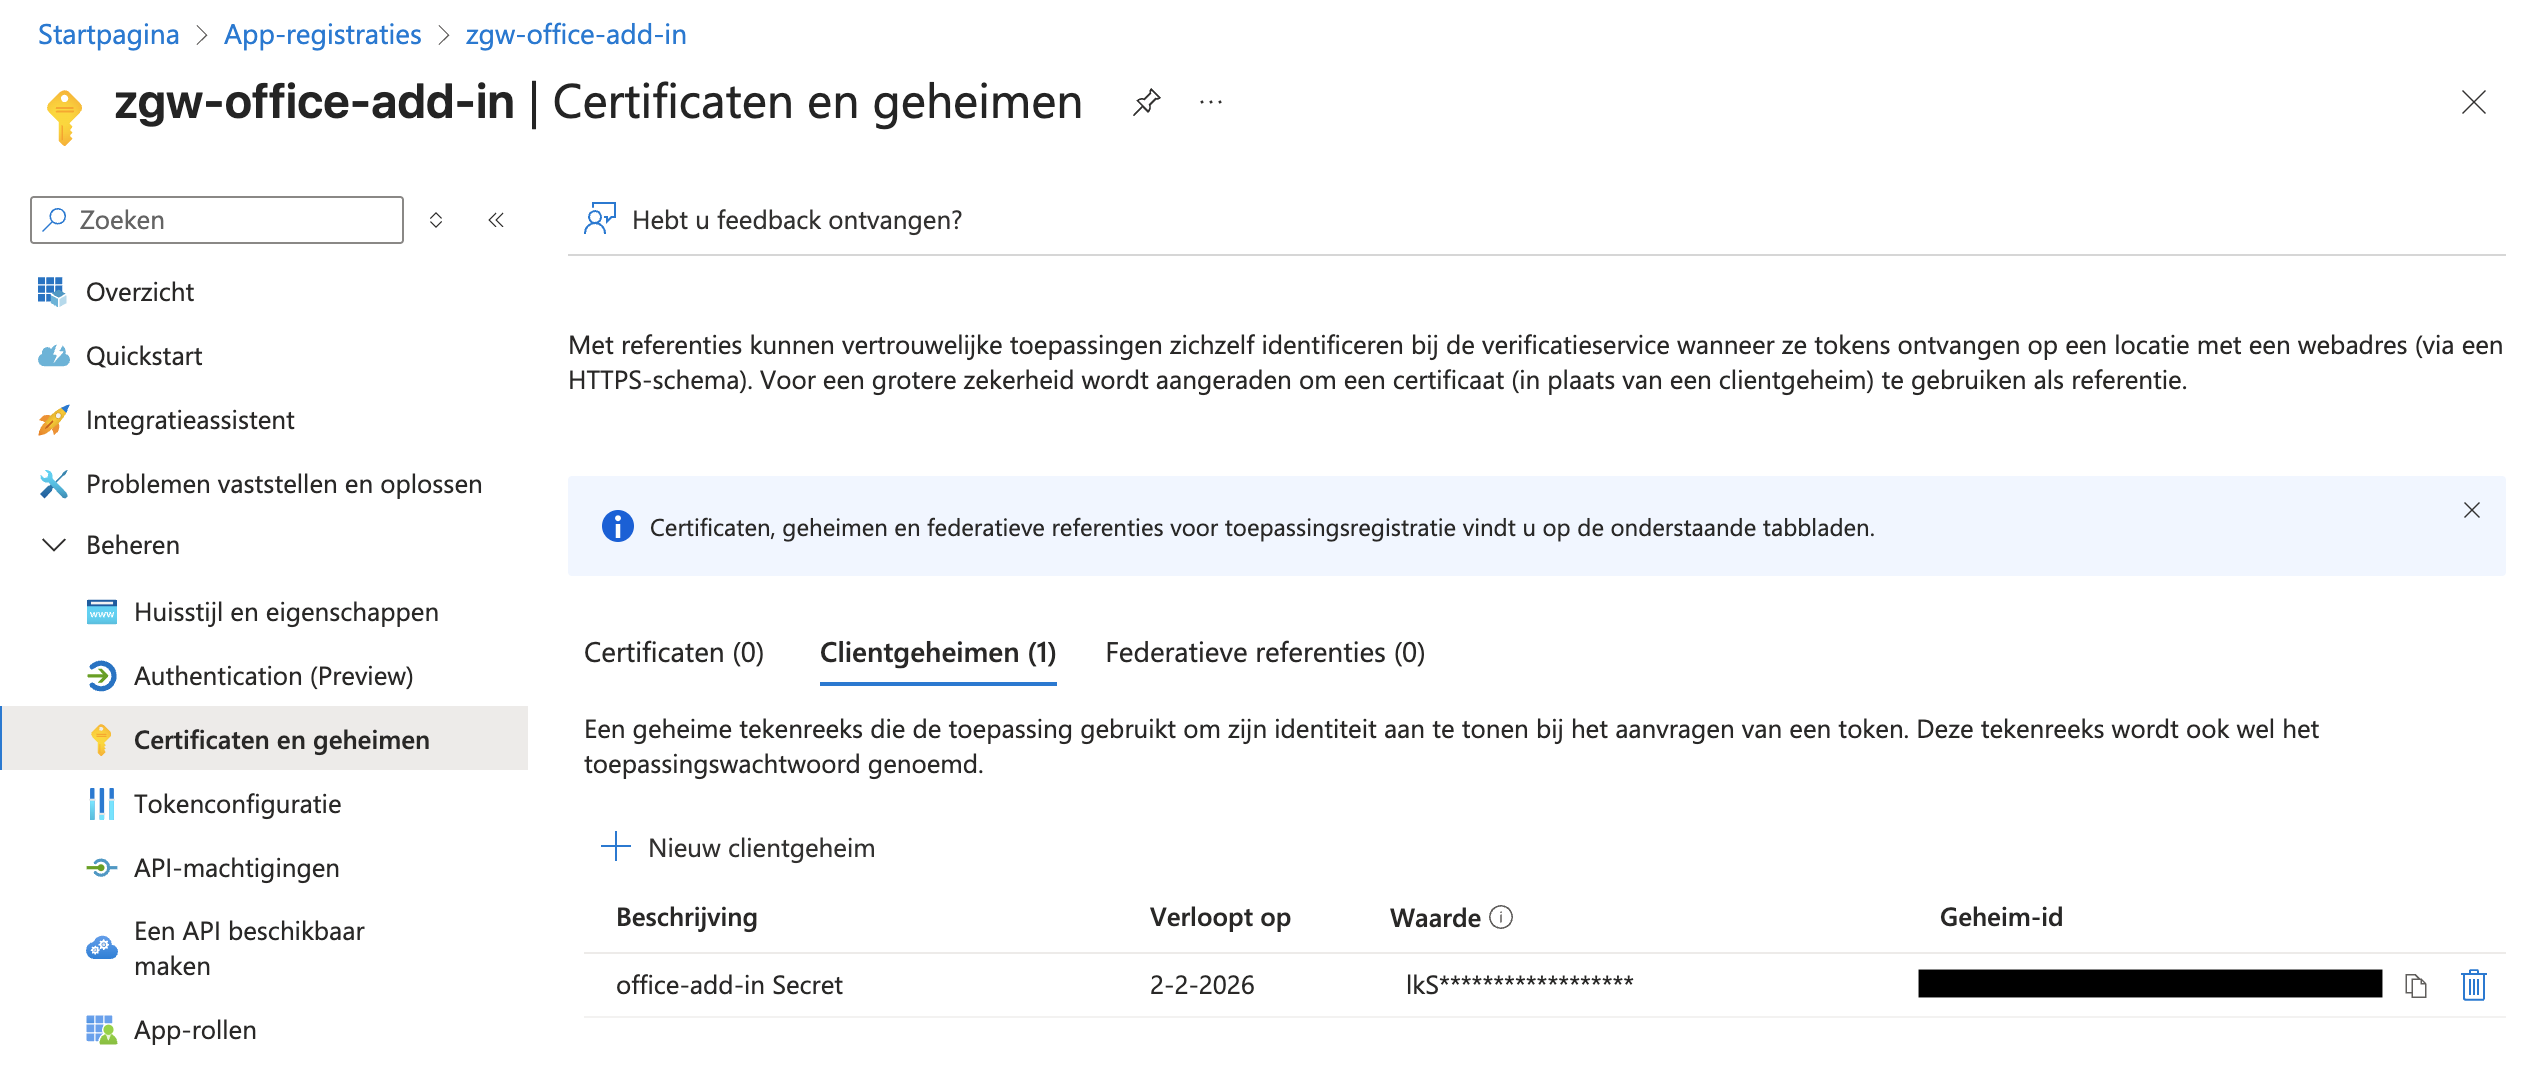 Startpagina > App-registraties > zgw-office-add-in
zgw-office-add-in | Certificaten en geheimen
Zoeken
Overzicht
Quickstart
Integratieassistent
Problemen vaststellen en oplossen
Beheren
Huisstijl en eigenschappen
Authentication (Preview)
Certificaten en geheimen
Tokenconfiguratie
API-machtigingen
Een API beschikbaar
maken
App-rollen
Hebt u feedback ontvangen?
Met referenties kunnen vertrouwelijke toepassingen zichzelf identificeren bij de verificatieservice wanneer ze tokens ontvangen op een locatie met een webadres (via een
HTTPS-schema). Voor een grotere zekerheid wordt aangeraden om een certificaat (in plaats van een clientgeheim) te gebruiken als referentie.
Certificaten, geheimen en federatieve referenties voor toepassingsregistratie vindt u op de onderstaande tabbladen.
Certificaten (0) Clientgeheimen (1) Federatieve referenties (0)
Een geheime tekenreeks die de toepassing gebruikt om zijn identiteit aan te tonen bij het aanvragen van een token. Deze tekenreeks wordt ook wel het
toepassingswachtwoord genoemd.
Nieuw clientgeheim
Beschrijving Verloopt op Waarde Geheim-id
office-add-in Secret 2-2-2026 lkS******************